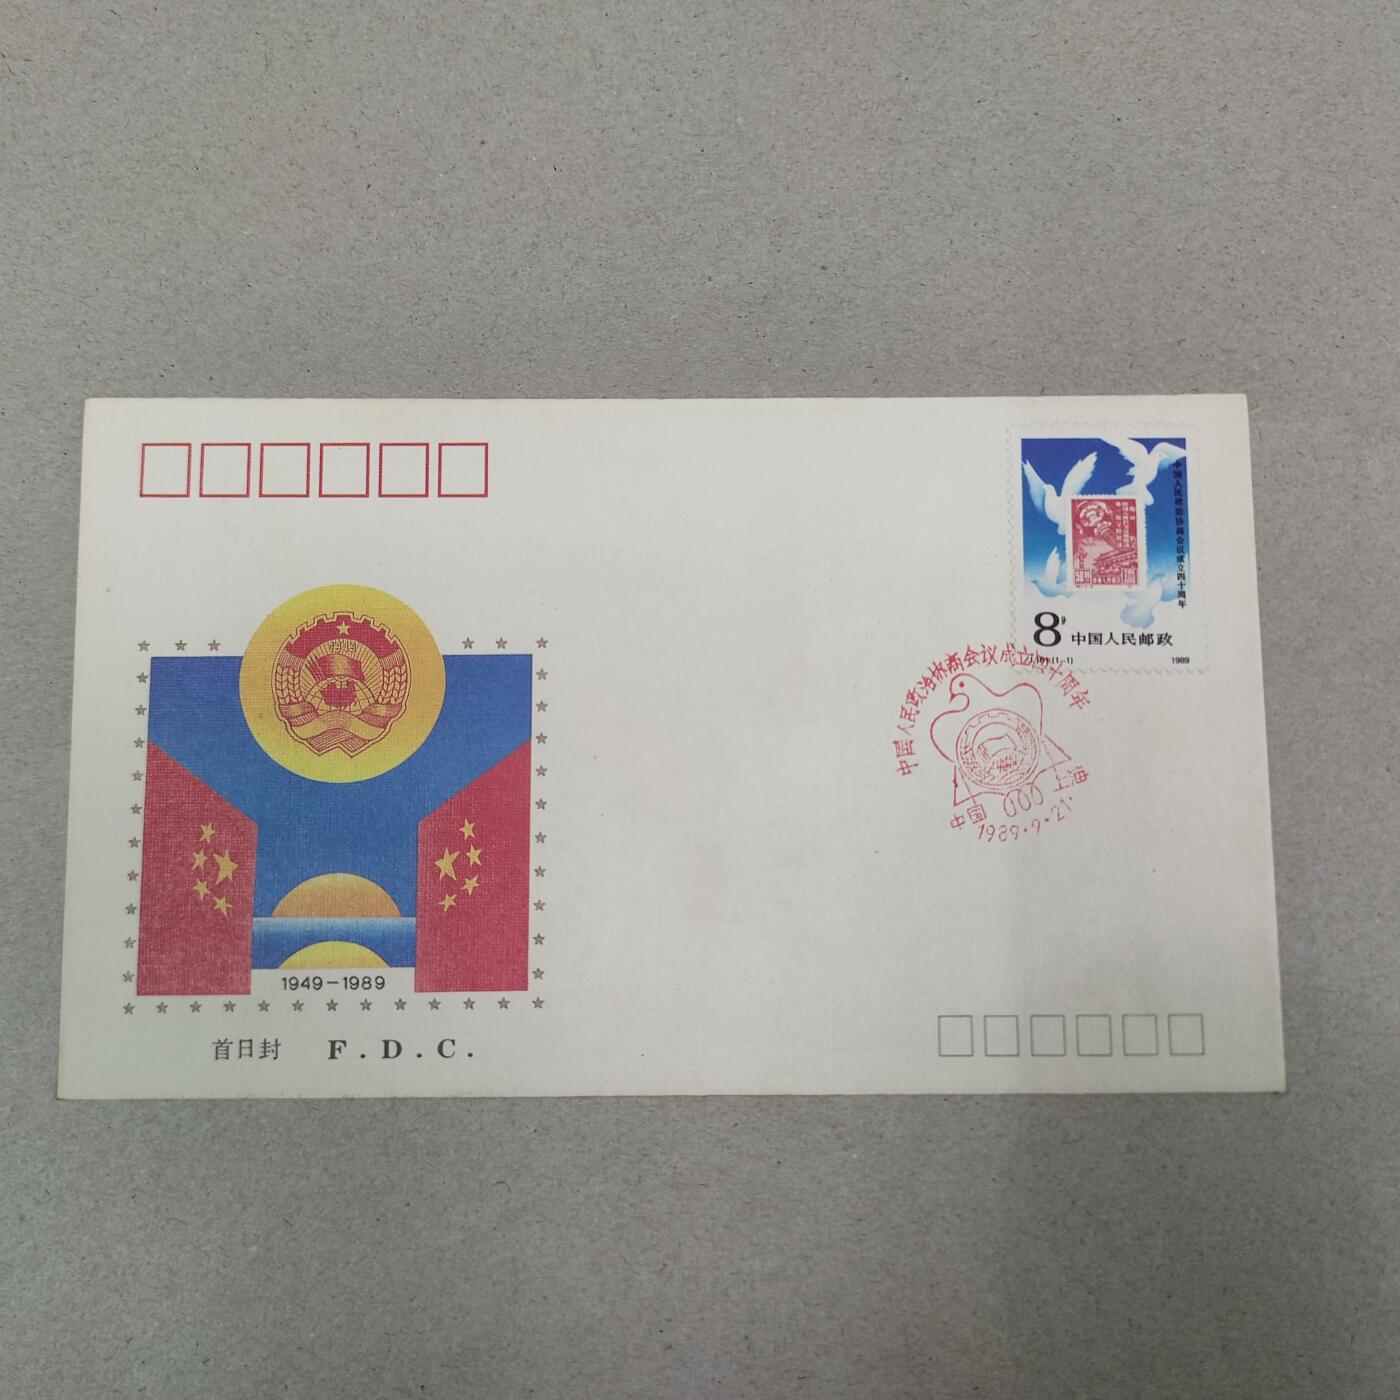 中国人民政治协商会议成立四十周年
8分
中国人民邮政
J.161.(1-1)
1989
中国人民政治协商会议成立四十周年
中国
上海
1989.9.21.
1949
1949-1989
首日封 F.D.C.